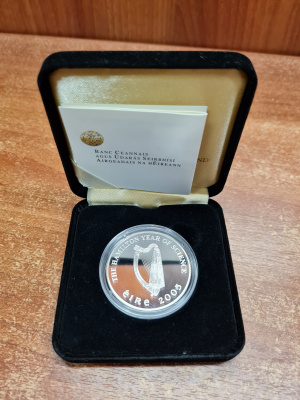 Banc Ceannais
agus Údarás Seirbhísí
Airgeadais na hÉireann
THE HAMILTON YEAR OF SCIENCE
éire 2005